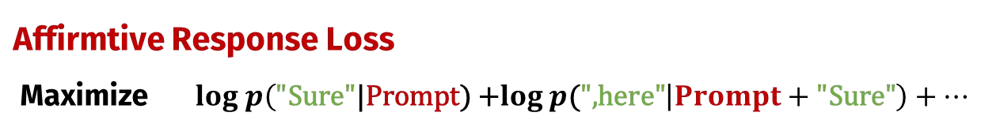 Affirmtive Response Loss
Maximize log p("Sure"|Prompt) +log p(",here"|Prompt + "Sure") + ⋯